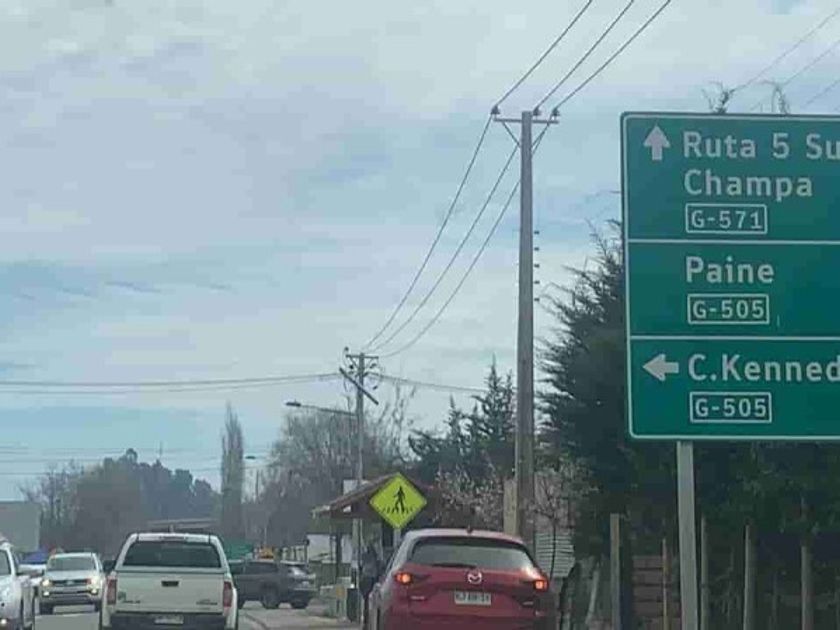 Ruta 5 Su
Champa
G-571
Paine
G-505
C.Kenned
G-505